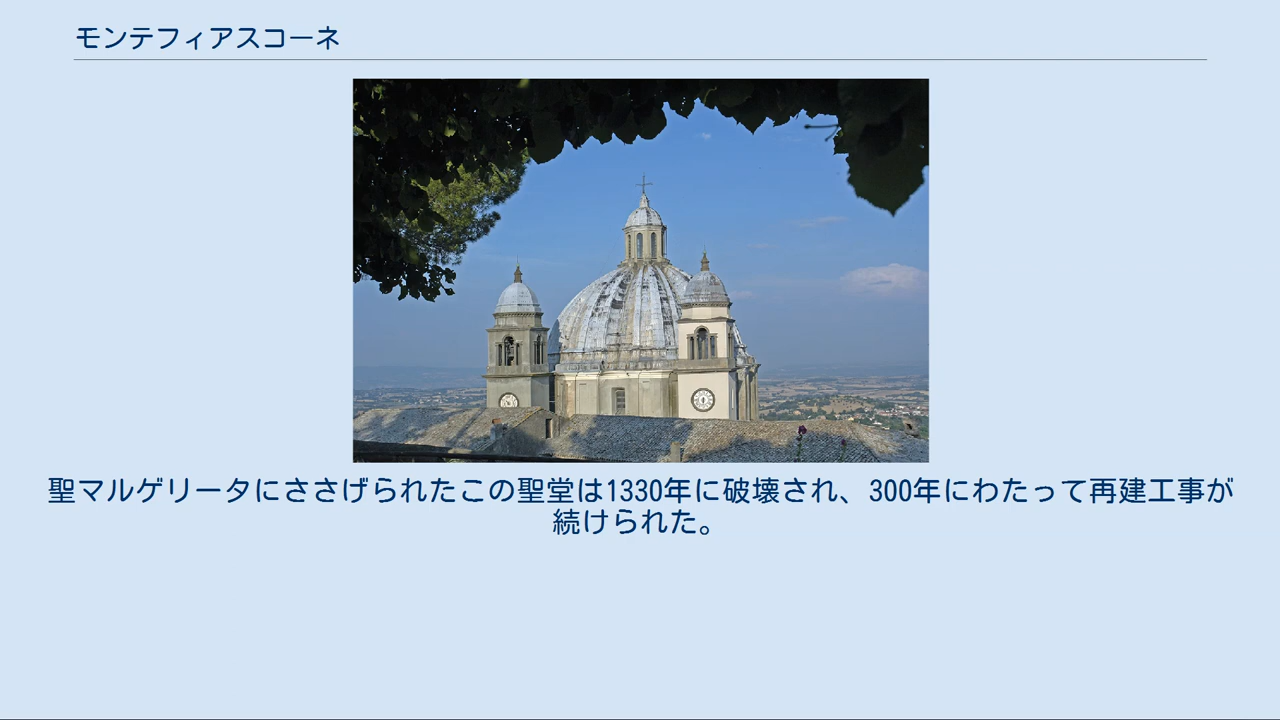 モンテフィアスコーネ
聖マルゲリータにささげられたこの聖堂は1330年に破壊され、300年にわたって再建工事が
続けられた。